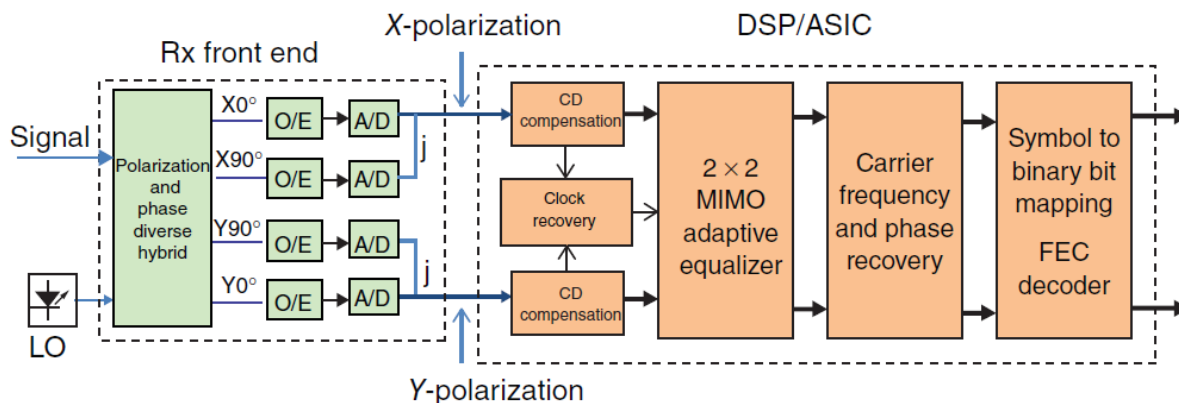 X-polarization
DSP/ASIC
Rx front end
Signal
LO
Polarization
and
phase
diverse
hybrid
X0°
O/E
A/D
X90°
O/E
A/D
j
Y90°
O/E
A/D
j
Y0°
O/E
A/D
CD
compensation
Clock
recovery
CD
compensation
2 × 2
MIMO
adaptive
equalizer
Carrier
frequency
and phase
recovery
Symbol to
binary bit
mapping
FEC
decoder
Y-polarization